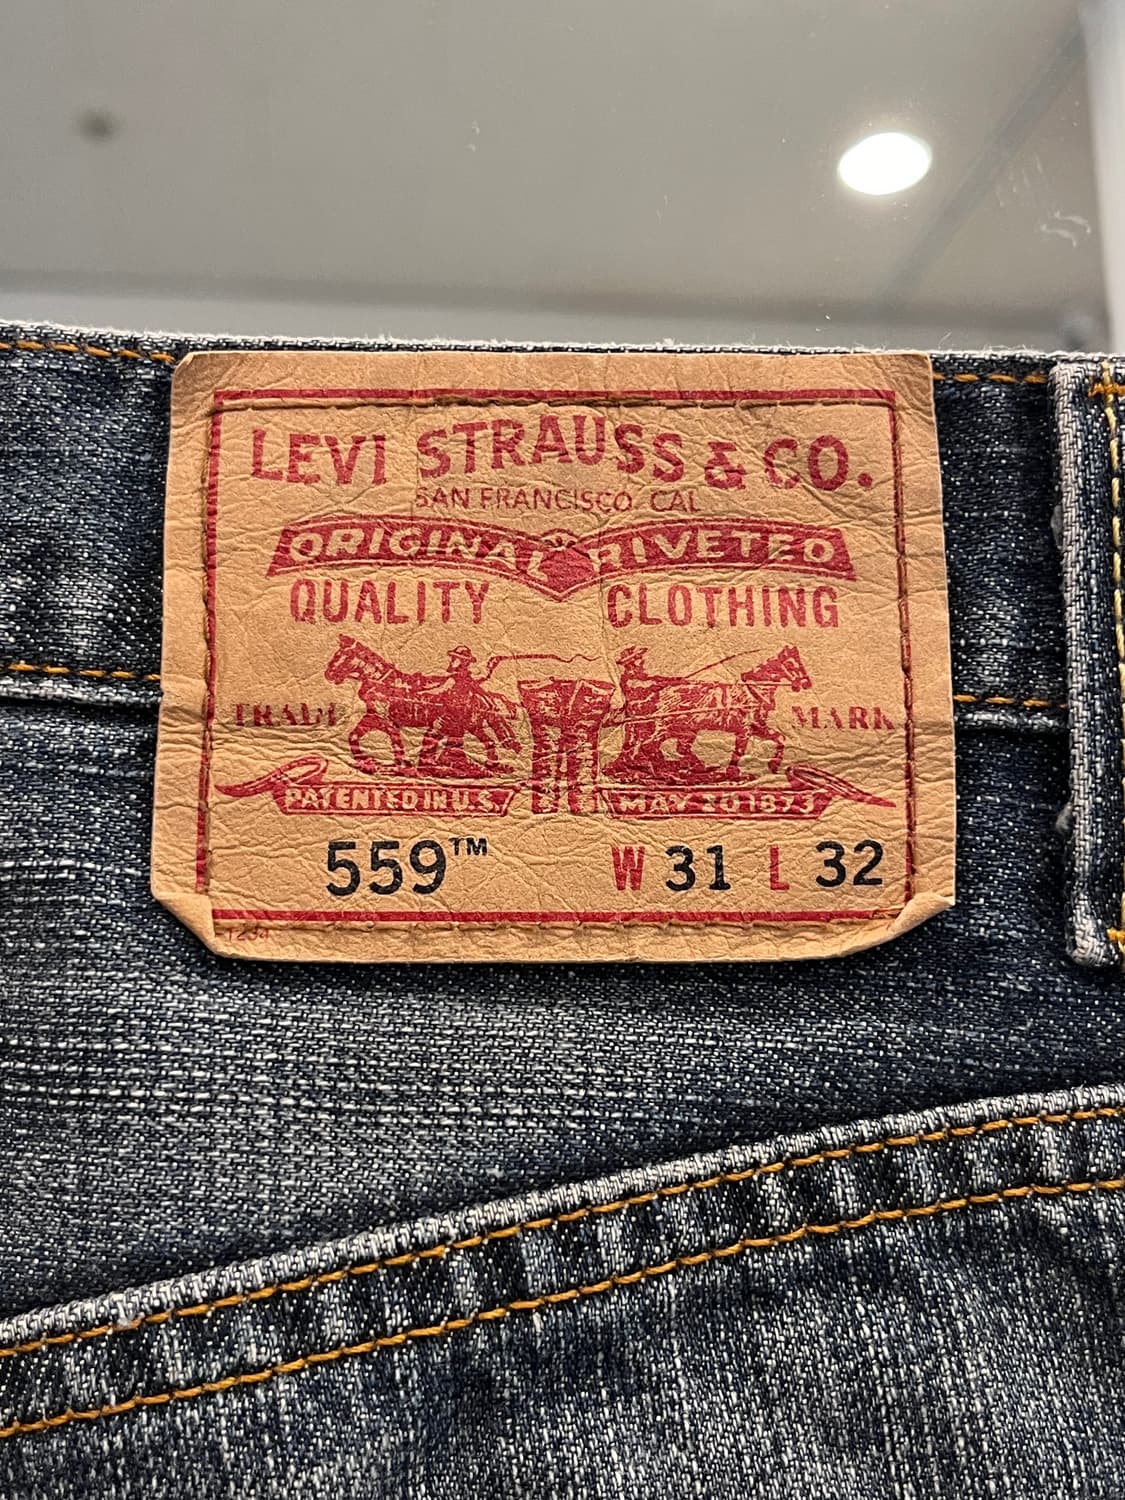 LEVI STRAUSS & CO.
SAN FRANCISCO CAL
ORIGINAL RIVETED
QUALITY CLOTHING
TRADE MARK
PATENTED IN U.S. MAY 20 1873
559™ W 31 L 32